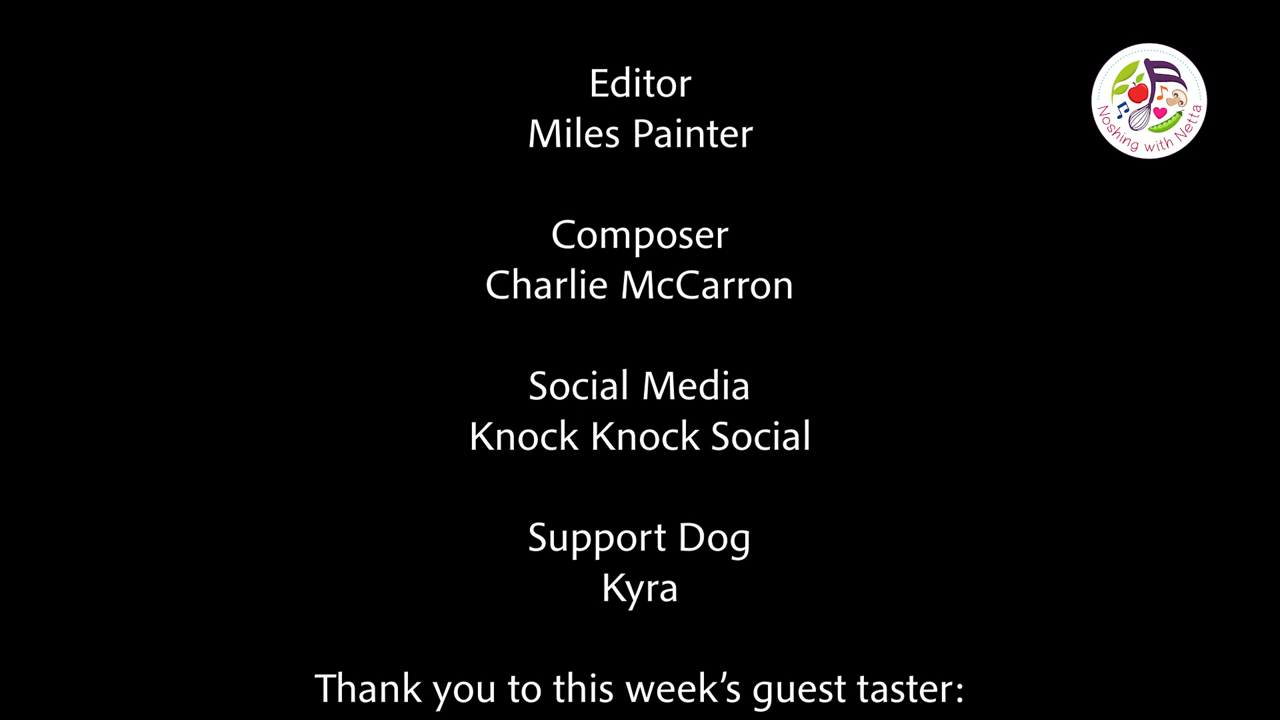 Editor
Miles Painter
Composer
Charlie McCarron
Social Media
Knock Knock Social
Support Dog
Kyra
Thank you to this week’s guest taster:
Noshing with Netta